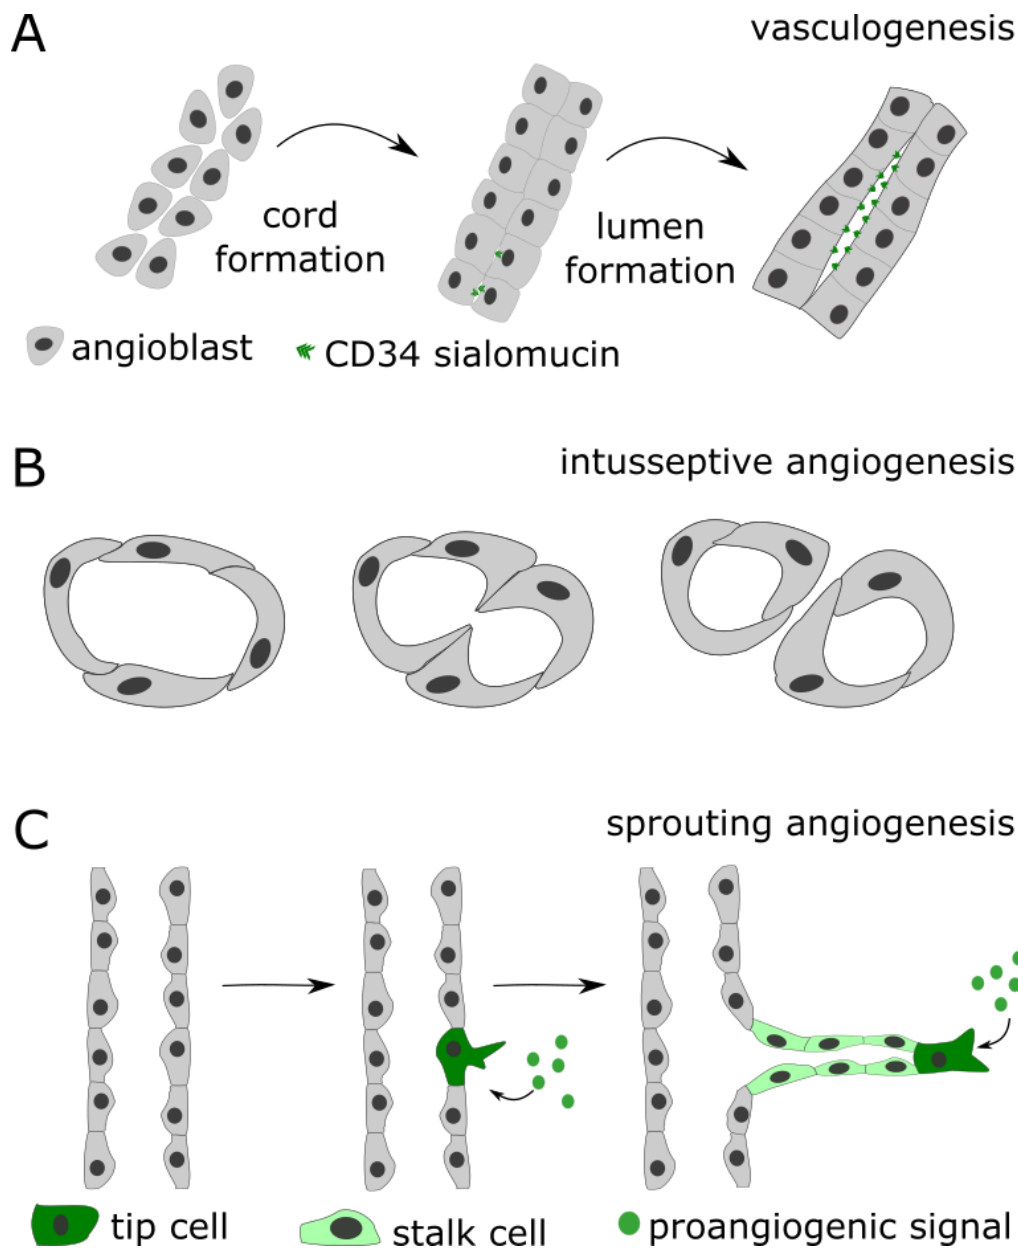 A
vasculogenesis
cord
formation
lumen
formation
angioblast
CD34 sialomucin
B
intusseptive angiogenesis
C
sprouting angiogenesis
tip cell
stalk cell
proangiogenic signal